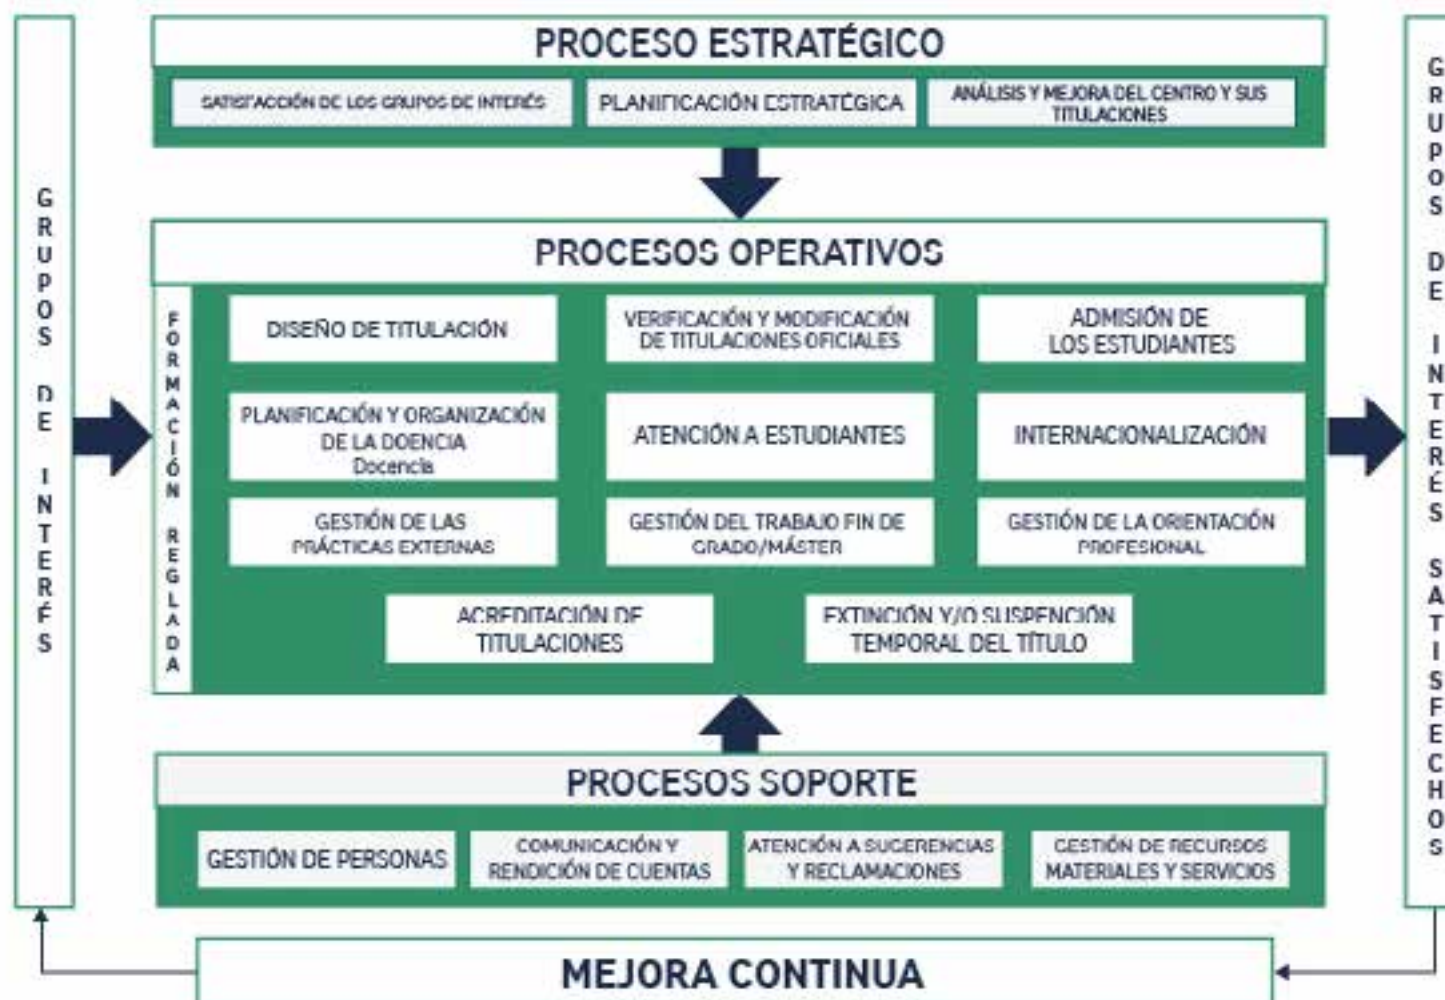 PROCESO ESTRATÉGICO
SATISFACCIÓN DE LOS GRUPOS DE INTERÉS
PLANIFICACIÓN ESTRATÉGICA
ANÁLISIS Y MEJORA DEL CENTRO Y SUS
TITULACIONES
GRUPOS DE INTERÉS
PROCESOS OPERATIVOS
FORMACIÓN REGLADA
DISEÑO DE TITULACIÓN
VERIFICACIÓN Y MODIFICACIÓN
DE TITULACIONES OFICIALES
ADMISIÓN DE
LOS ESTUDIANTES
PLANIFICACIÓN Y ORGANIZACIÓN
DE LA DOENCIA
Docencia
ATENCIÓN A ESTUDIANTES
INTERNACIONALIZACIÓN
GESTIÓN DE LAS
PRÁCTICAS EXTERNAS
GESTIÓN DEL TRABAJO FIN DE
GRADO/MÁSTER
GESTIÓN DE LA ORIENTACIÓN
PROFESIONAL
ACREDITACIÓN DE
TITULACIONES
EXTINCIÓN Y/O SUSPENCIÓN
TEMPORAL DEL TÍTULO
PROCESOS SOPORTE
GESTIÓN DE PERSONAS
COMUNICACIÓN Y
RENDICIÓN DE CUENTAS
ATENCIÓN A SUGERENCIAS
Y RECLAMACIONES
GESTIÓN DE RECURSOS
MATERIALES Y SERVICIOS
GRUPOS DE INTERÉS SATISFECHOS
MEJORA CONTINUA